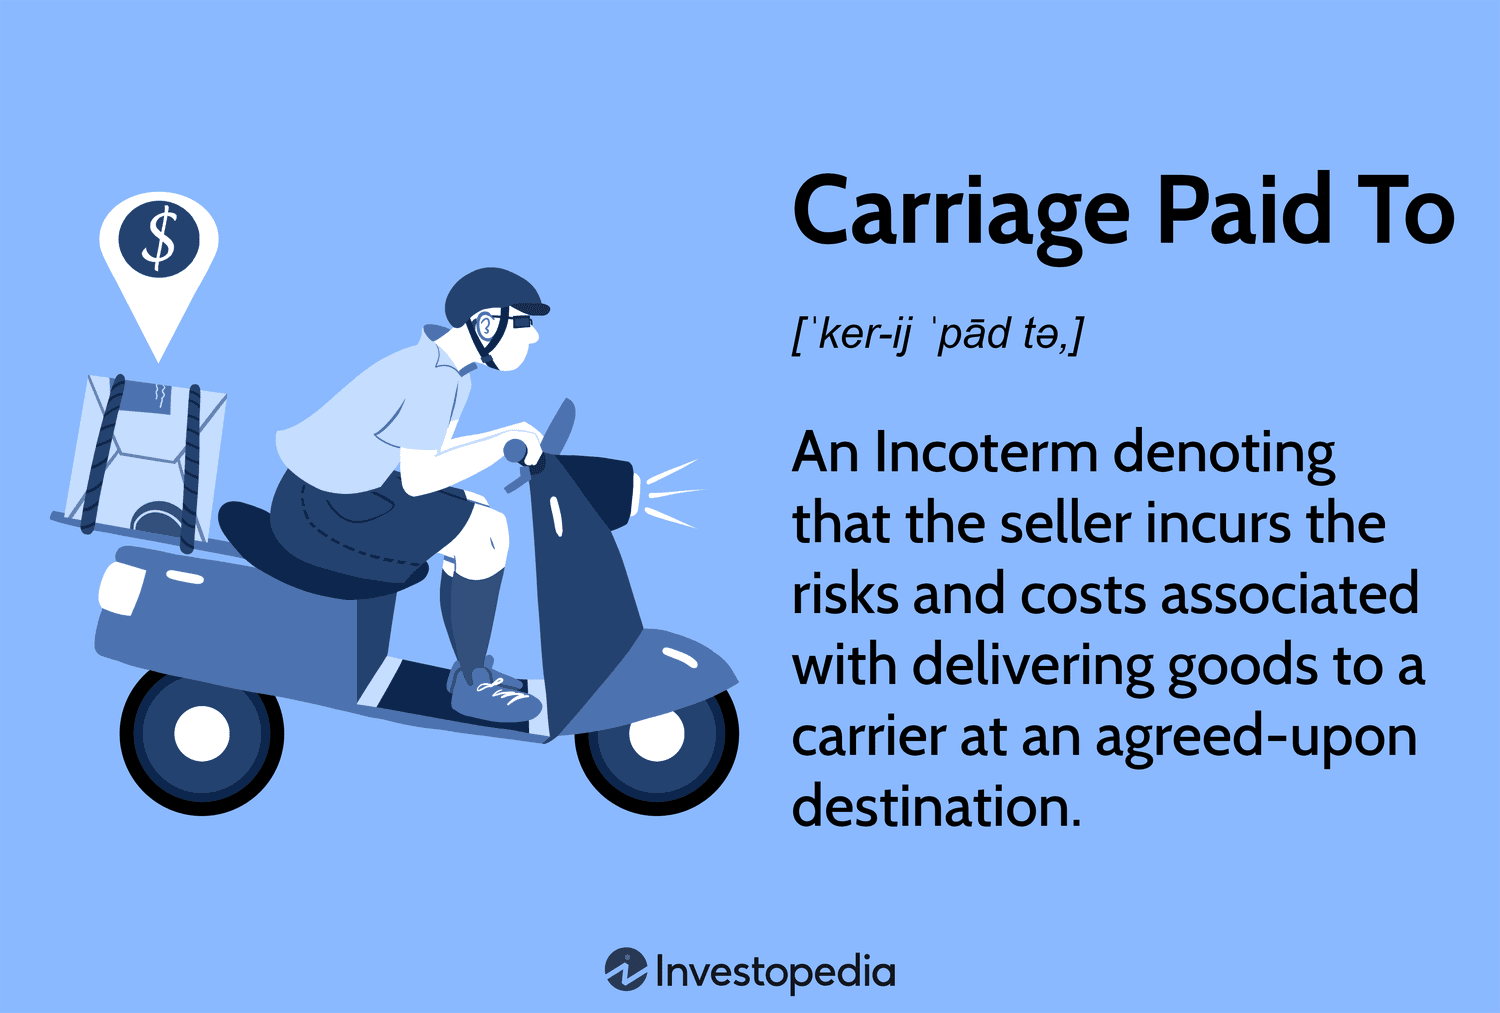 $
Carriage Paid To
[ˈker-ij ˈpād tə,]
An Incoterm denoting
that the seller incurs the
risks and costs associated
with delivering goods to a
carrier at an agreed-upon
destination.
Investopedia